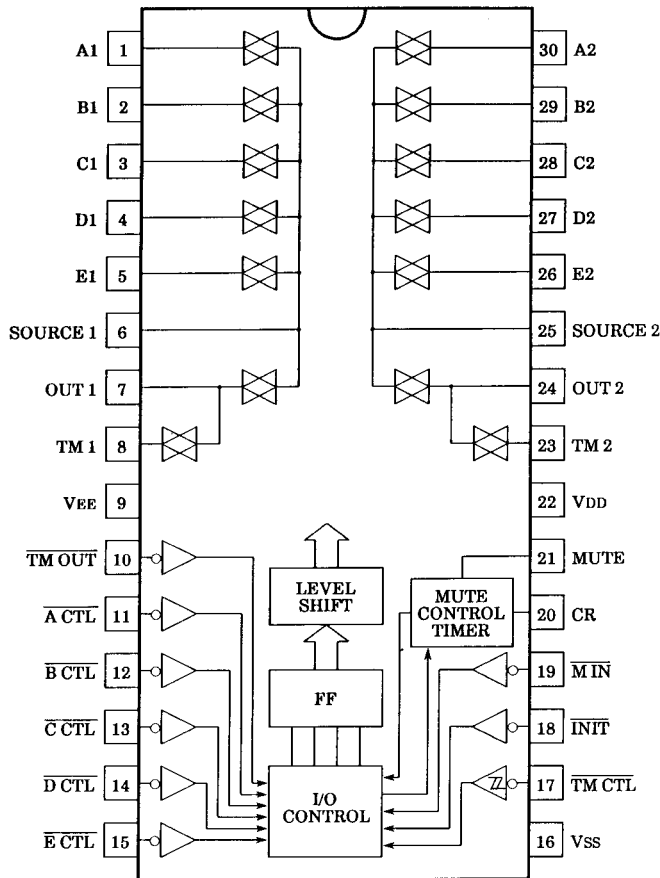 A1 1 30 A2
B1 2 29 B2
C1 3 28 C2
D1 4 27 D2
E1 5 26 E2
SOURCE 1 6 25 SOURCE 2
OUT 1 7 24 OUT 2
TM 1 8 23 TM 2
VEE 9 22 VDD
TM OUT 10 21 MUTE
LEVEL SHIFT
MUTE CONTROL TIMER
A CTL 11 20 CR
B CTL 12 19 M IN
FF
C CTL 13 18 INIT
D CTL 14 17 TM CTL
I/O CONTROL
E CTL 15 16 VSS